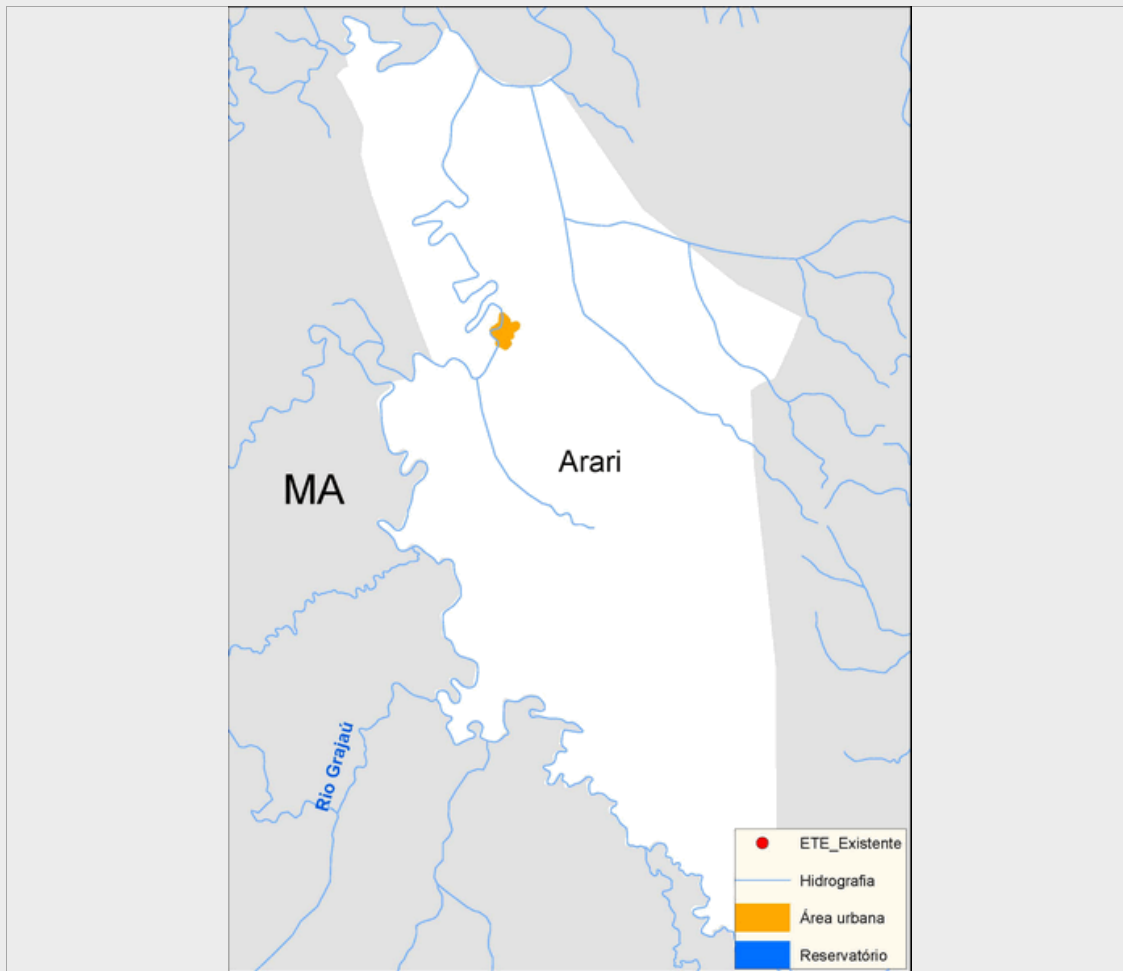 Arari
MA
Rio Grajaú
ETE_Existente
Hidrografia
Área urbana
Reservatório